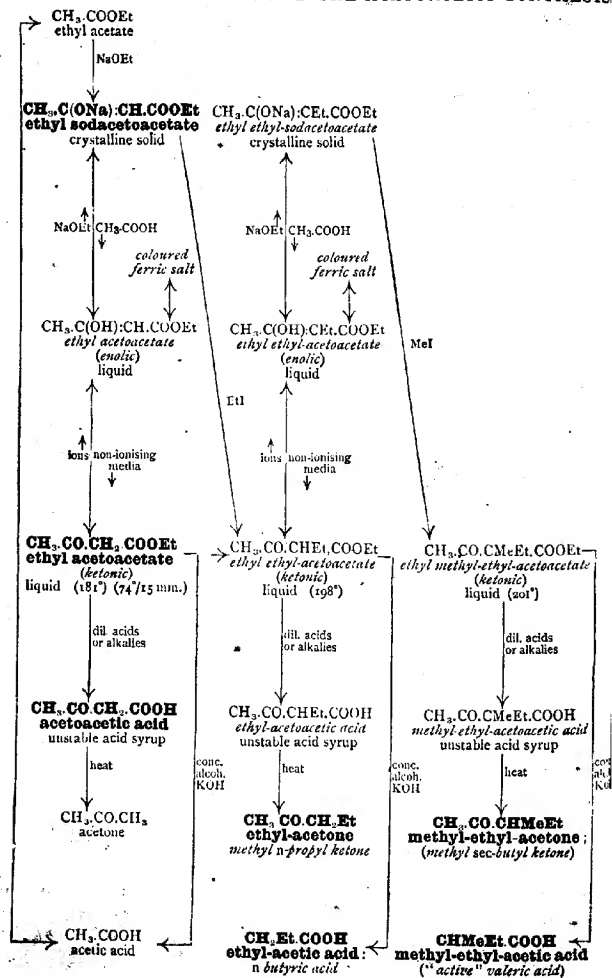 CH₃.COOEt
ethyl acetate
NaOEt
CH₃.C(ONa):CH.COOEt
ethyl sodacetoacetate
crystalline solid
NaOEt CH₃.COOH
coloured
ferric salt
CH₃.C(OH):CH.COOEt
ethyl acetoacetate
(enolic)
liquid
EtI
ions non-ionising
media
CH₃.CO.CH₂.COOEt
ethyl acetoacetate
(ketonic)
liquid (181°) (74°/15 mm.)
dil. acids
or alkalies
CH₃.CO.CH₂.COOH
acetoacetic acid
unstable acid syrup
heat
conc.
alcoh.
KOH
CH₃.CO.CH₃
acetone
CH₃.COOH
acetic acid
CH₃.C(ONa):CEt.COOEt
ethyl ethyl-sodacetoacetate
crystalline solid
NaOEt CH₃.COOH
coloured
ferric salt
CH₃.C(OH):CEt.COOEt
ethyl ethyl-acetoacetate
(enolic)
liquid
MeI
ions non-ionising
media
CH₃.CO.CHEt.COOEt
ethyl ethyl-acetoacetate
(ketonic)
liquid (198°)
dil. acids
or alkalies
CH₃.CO.CHEt.COOH
ethyl-acetoacetic acid
unstable acid syrup
heat
conc.
alcoh.
KOH
CH₃.CO.CH₂Et
ethyl-acetone
methyl n-propyl ketone
CH₂Et.COOH
ethyl-acetic acid:
n butyric acid
CH₃.CO.CMeEt.COOEt
ethyl methyl-ethyl-acetoacetate
(ketonic)
liquid (201°)
dil. acids
or alkalies
CH₃.CO.CMeEt.COOH
methyl-ethyl-acetoacetic acid
unstable acid syrup
heat
CH₃.CO.CHMeEt
methyl-ethyl-acetone;
(methyl sec-butyl ketone)
CHMeEt.COOH
methyl-ethyl-acetic acid
("active" valeric acid)